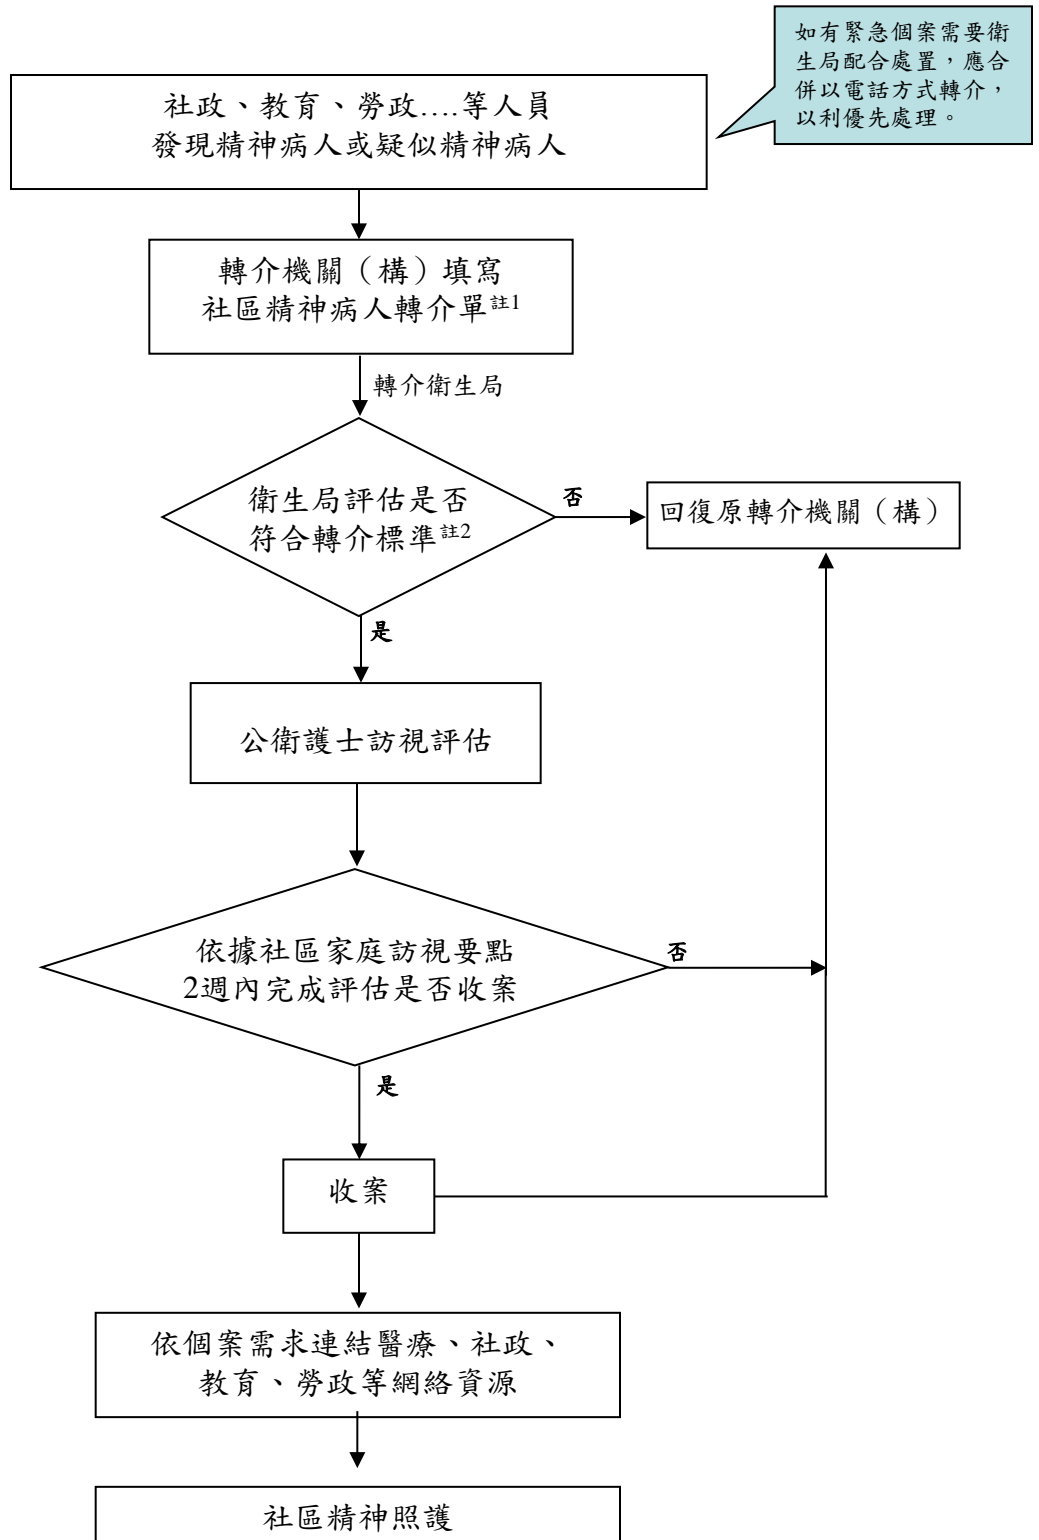 如有緊急個案需要衛
生局配合處置，應合
併以電話方式轉介，
以利優先處理。
社政、教育、勞政....等人員
發現精神病人或疑似精神病人
轉介機關（構）填寫
社區精神病人轉介單註1
轉介衛生局
衛生局評估是否
符合轉介標準註2
否
回復原轉介機關（構）
是
公衛護士訪視評估
依據社區家庭訪視要點
2週內完成評估是否收案
否
是
收案
依個案需求連結醫療、社政、
教育、勞政等網絡資源
社區精神照護